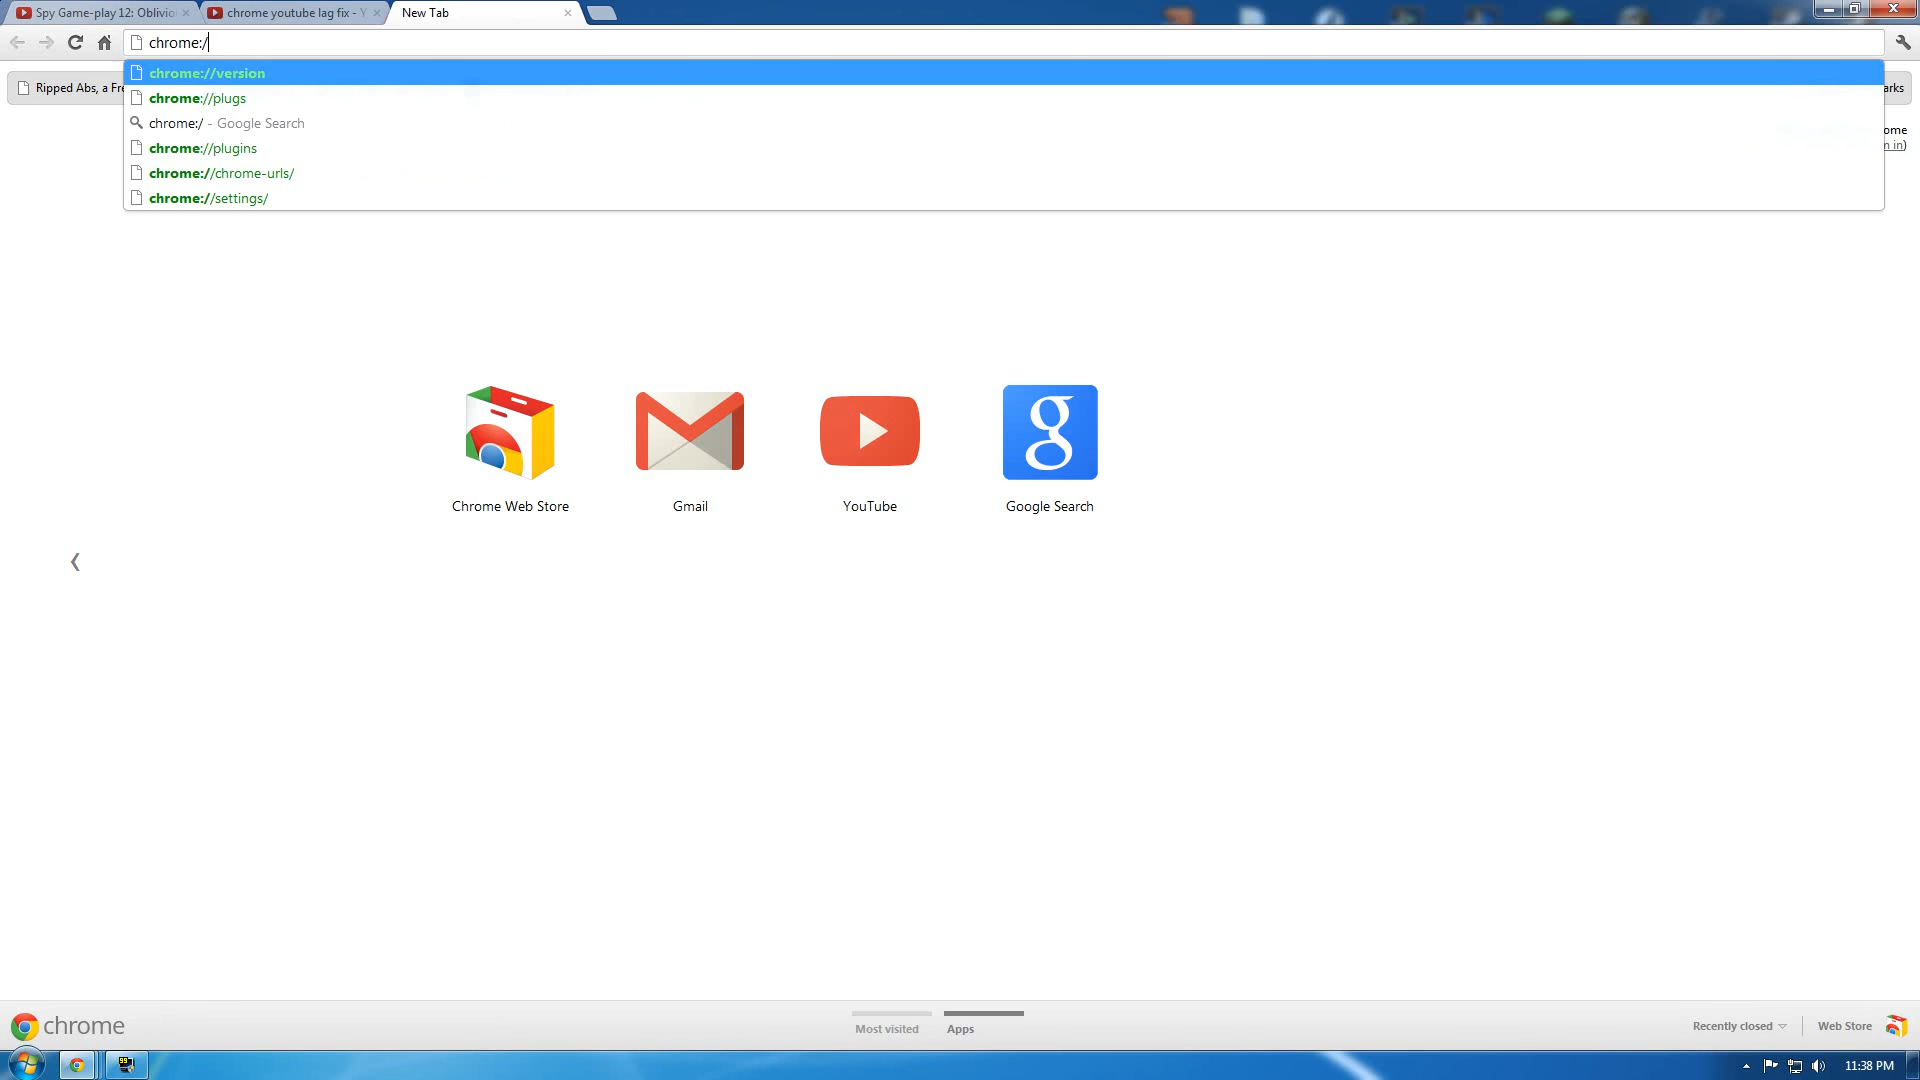 Spy Game-play 12: Oblivio
chrome youtube lag fix - Y
New Tab
chrome:/
chrome://version
chrome://plugs
chrome:/ - Google Search
chrome://plugins
chrome://chrome-urls/
chrome://settings/
Ripped Abs, a Fr
arks
ome
n in)
Chrome Web Store
Gmail
YouTube
Google Search
chrome
Most visited
Apps
Recently closed
Web Store
99
11:38 PM